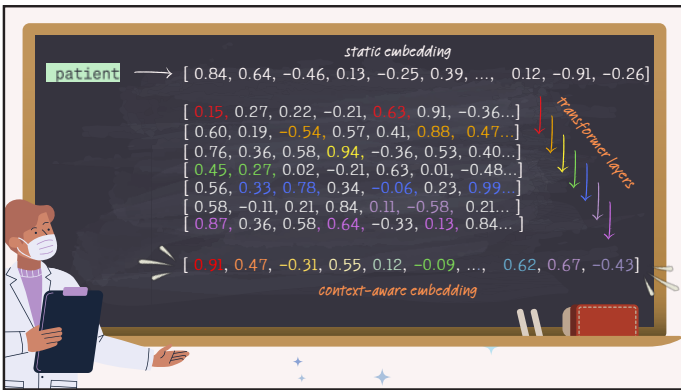 static embedding
patient [ 0.84, 0.64, −0.46, 0.13, −0.25, 0.39, ..., 0.12, −0.91, −0.26]
[ 0.15, 0.27, 0.22, −0.21, 0.63, 0.91, −0.36...]
[ 0.60, 0.19, −0.54, 0.57, 0.41, 0.88, 0.47...]
[ 0.76, 0.36, 0.58, 0.94, −0.36, 0.53, 0.40...]
[ 0.45, 0.27, 0.02, −0.21, 0.63, 0.01, −0.48...]
[ 0.56, 0.33, 0.78, 0.34, −0.06, 0.23, 0.99...]
[ 0.58, −0.11, 0.21, 0.84, 0.11, −0.58, 0.21... ]
[ 0.87, 0.36, 0.58, 0.64, −0.33, 0.13, 0.84... ]
transformer layers
[ 0.91, 0.47, −0.31, 0.55, 0.12, −0.09, ..., 0.62, 0.67, −0.43]
context-aware embedding